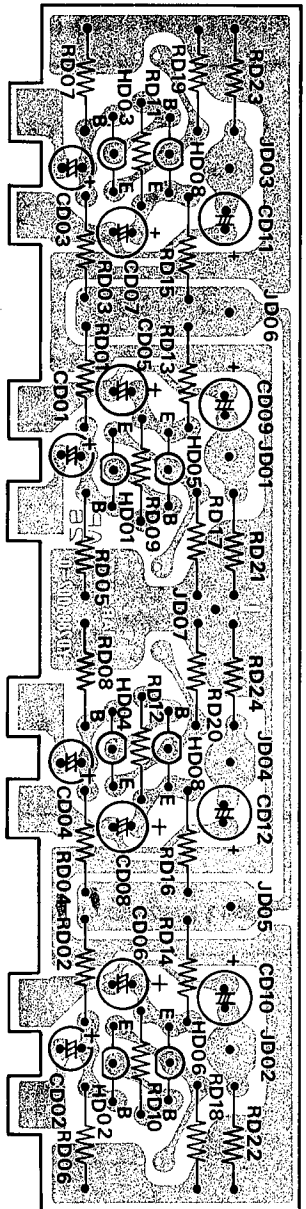 RD23 JD03 CD11 JD06 CD09 JD01 RD21 RD24 JD04 CD12 JD05 CD10 JD02 RD22
+ + + +
RD19 HD08 RD15 RD13 HD05 RD17 JD07 RD20 HD08 RD16 RD14 HD06 RD18
RD11 B E + + E B B E + + E B
HD03 CD07 CD05 RD09 RD12 CD08 CD06 RD10
B E E B B E E B
RD07 + + HD01 HD04 + + HD02
CD03 RD03 RD01 CD01 RD05 RD08 CD04 RD04 RD02 CD02 RD06